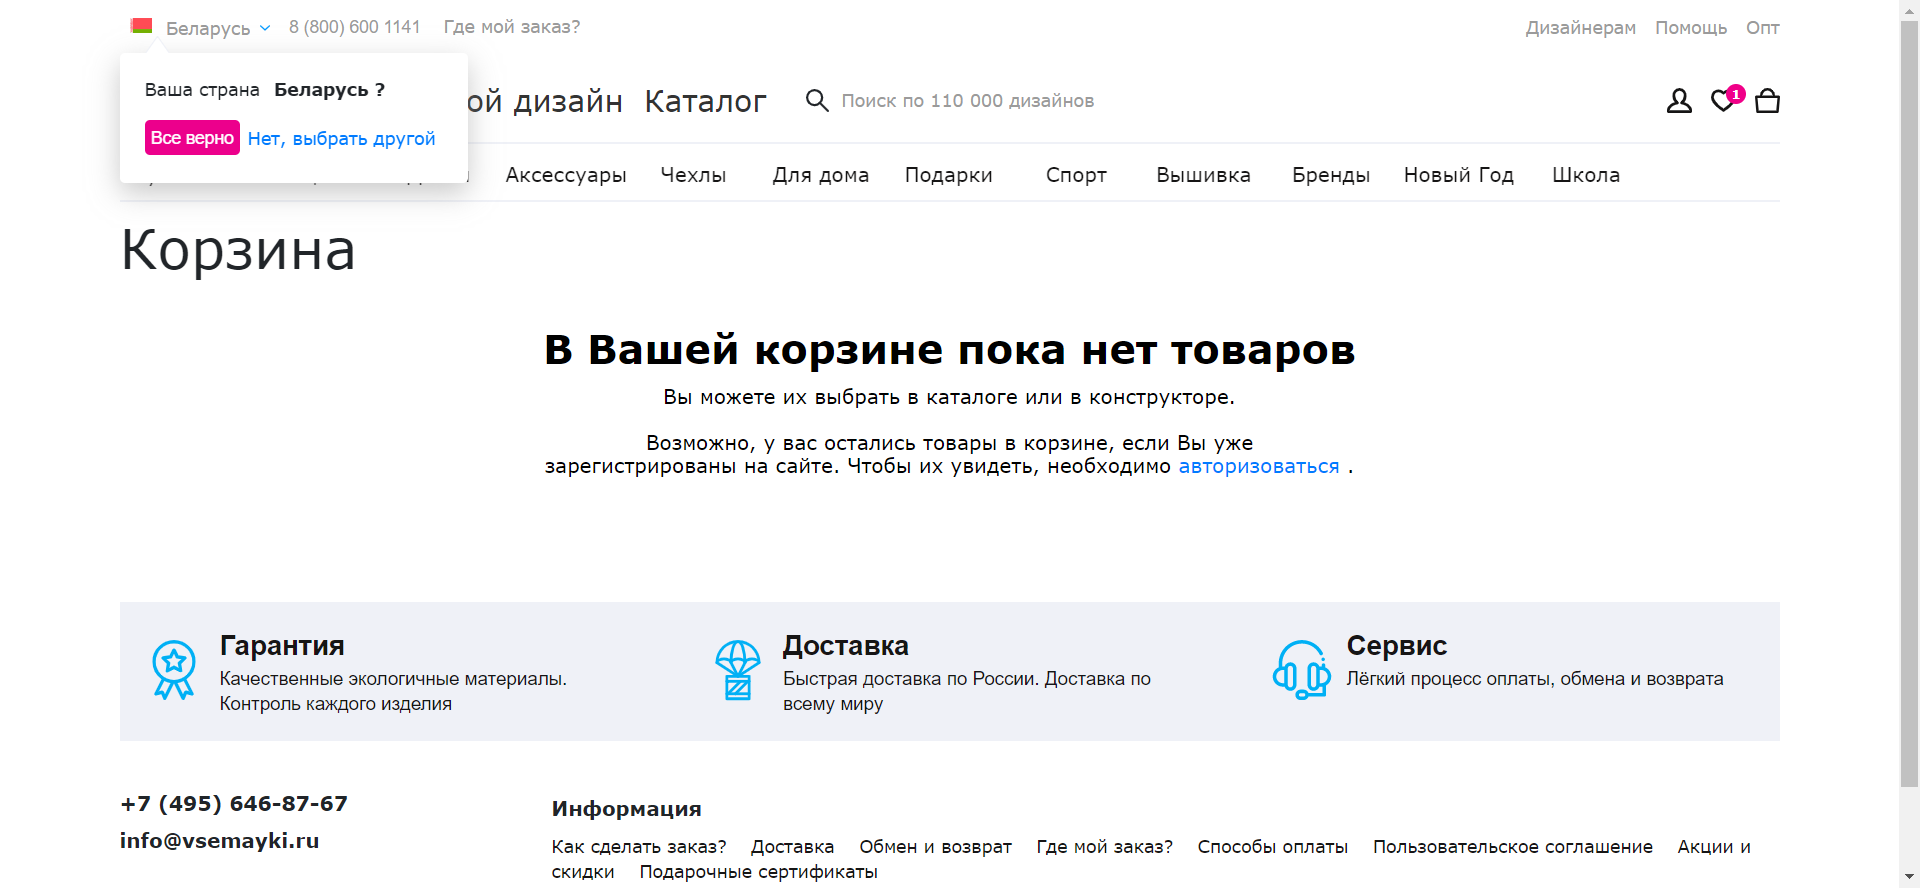 Беларусь 8 (800) 600 1141 Где мой заказ? Дизайнерам Помощь Опт
Ваша страна Беларусь ?
Все верно Нет, выбрать другой
ой дизайн Каталог Поиск по 110 000 дизайнов 1
Аксессуары Чехлы Для дома Подарки Спорт Вышивка Бренды Новый Год Школа
Корзина
В Вашей корзине пока нет товаров
Вы можете их выбрать в каталоге или в конструкторе.
Возможно, у вас остались товары в корзине, если Вы уже
зарегистрированы на сайте. Чтобы их увидеть, необходимо авторизоваться .
Гарантия
Качественные экологичные материалы.
Контроль каждого изделия
Доставка
Быстрая доставка по России. Доставка по
всему миру
Сервис
Лёгкий процесс оплаты, обмена и возврата
+7 (495) 646-87-67
info@vsemayki.ru
Информация
Как сделать заказ? Доставка Обмен и возврат Где мой заказ? Способы оплаты Пользовательское соглашение Акции и
скидки Подарочные сертификаты